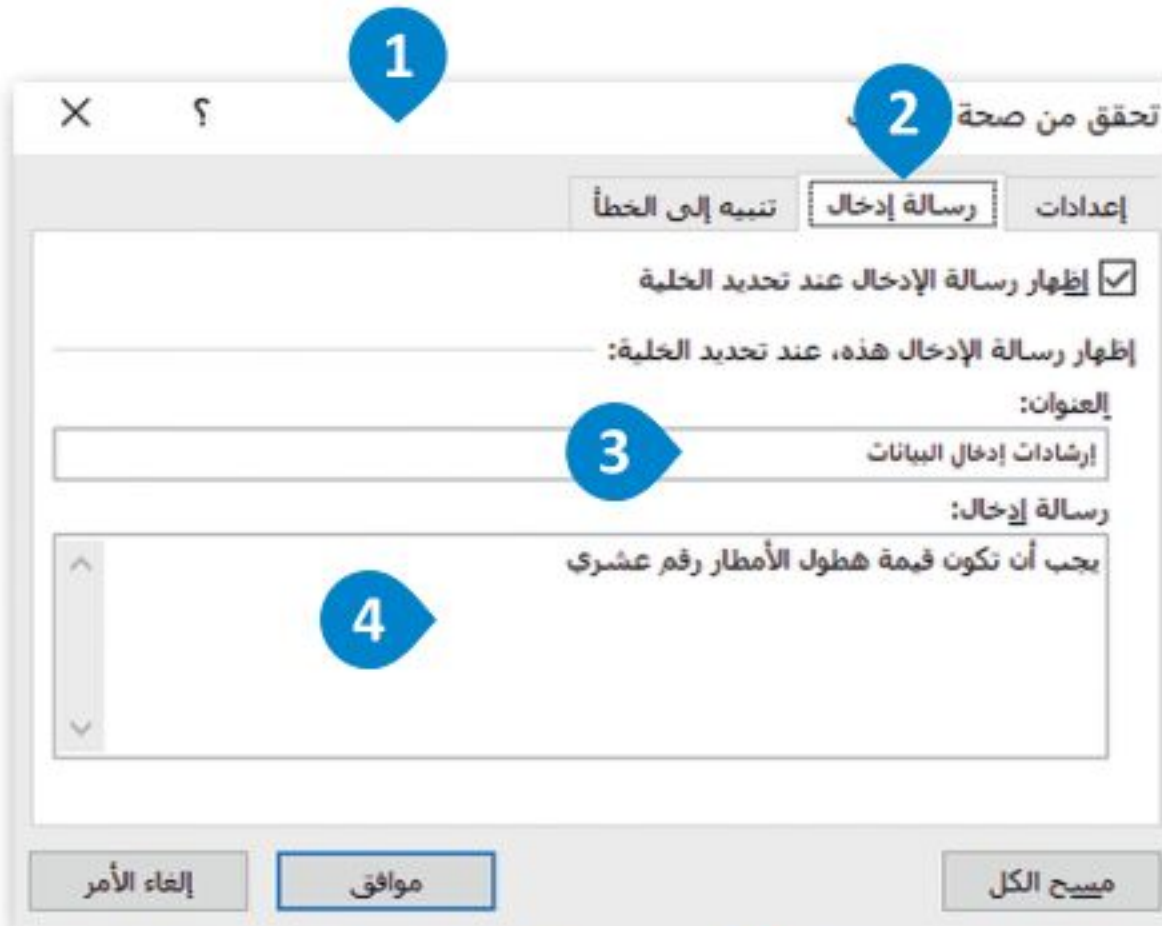 1
2
تحقق من صحة
؟
إعدادات
رسالة إدخال
تنبيه إلى الخطأ
إظهار رسالة الإدخال عند تحديد الخلية
إظهار رسالة الإدخال هذه، عند تحديد الخلية:
العنوان:
إرشادات إدخال البيانات
3
رسالة إدخال:
يجب أن تكون قيمة هطول الأمطار رقم عشري
4
مسح الكل
موافق
إلغاء الأمر